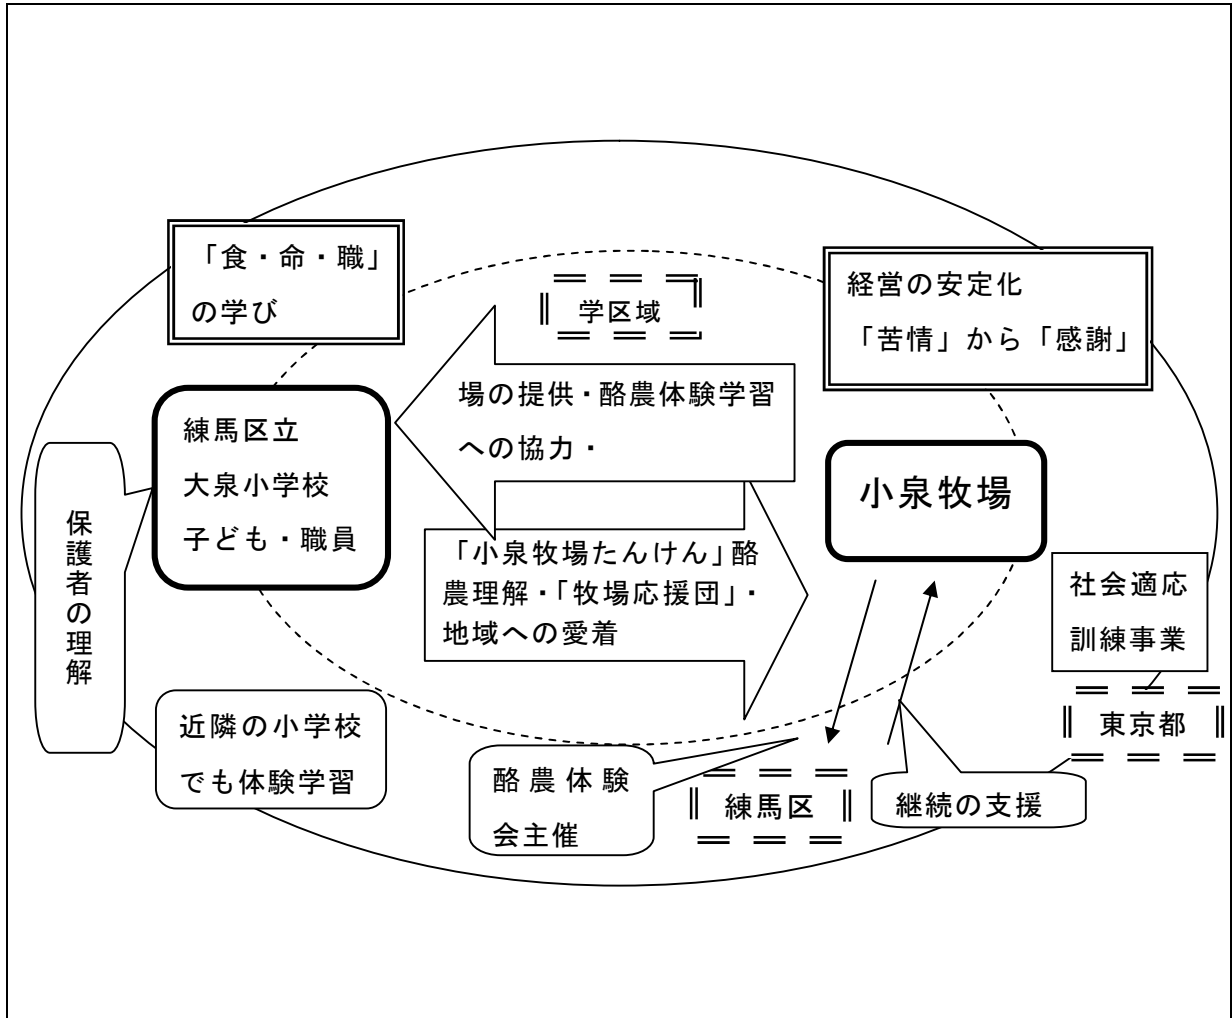 「食・命・職」
の学び
学区域
経営の安定化
「苦情」から「感謝」
場の提供・酪農体験学習
への協力・
練馬区立
大泉小学校
子ども・職員
小泉牧場
保護者の理解
「小泉牧場たんけん」酪
農理解・「牧場応援団」・
地域への愛着
社会適応
訓練事業
東京都
近隣の小学校
でも体験学習
酪農体験
会主催
練馬区
継続の支援